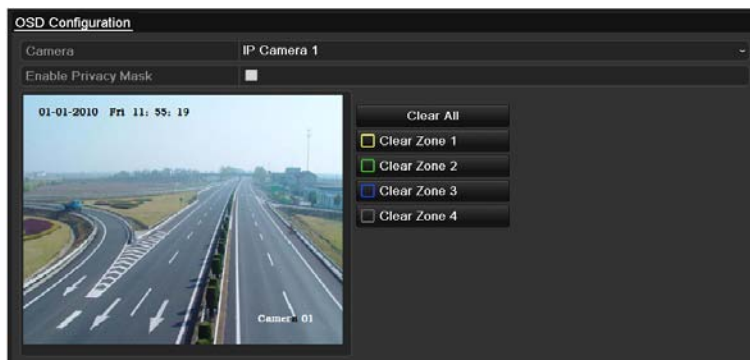 OSD Configuration
Camera IP Camera 1
Enable Privacy Mask
01-01-2010 Fri 11: 55: 19
Clear All
Clear Zone 1
Clear Zone 2
Clear Zone 3
Clear Zone 4
Camera 01